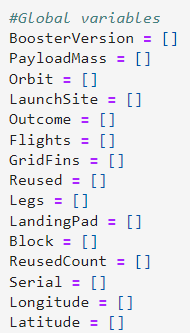 #Global variables
BoosterVersion = []
PayloadMass = []
Orbit = []
LaunchSite = []
Outcome = []
Flights = []
GridFins = []
Reused = []
Legs = []
LandingPad = []
Block = []
ReusedCount = []
Serial = []
Longitude = []
Latitude = []